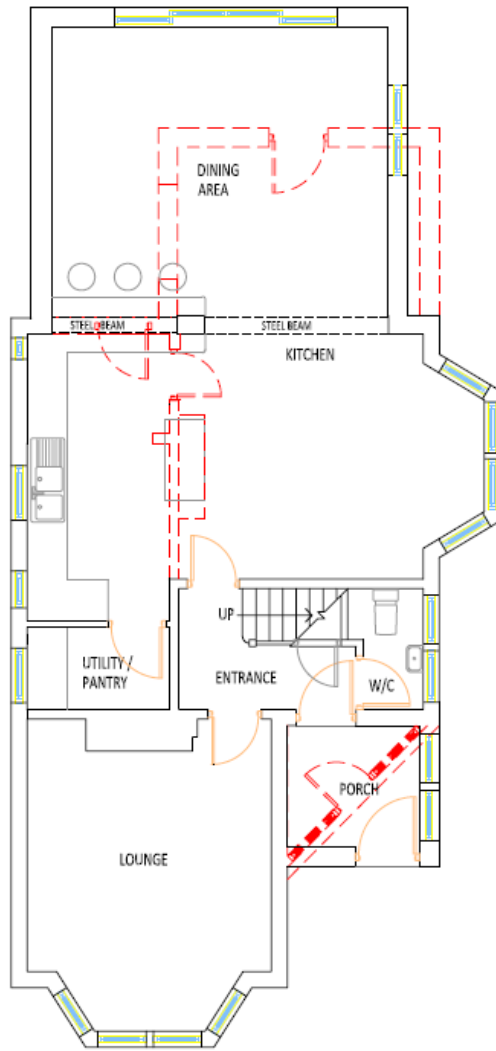 DINING
AREA
STEEL BEAM
STEEL BEAM
KITCHEN
UP
UTILITY /
PANTRY
ENTRANCE
W/C
PORCH
LOUNGE